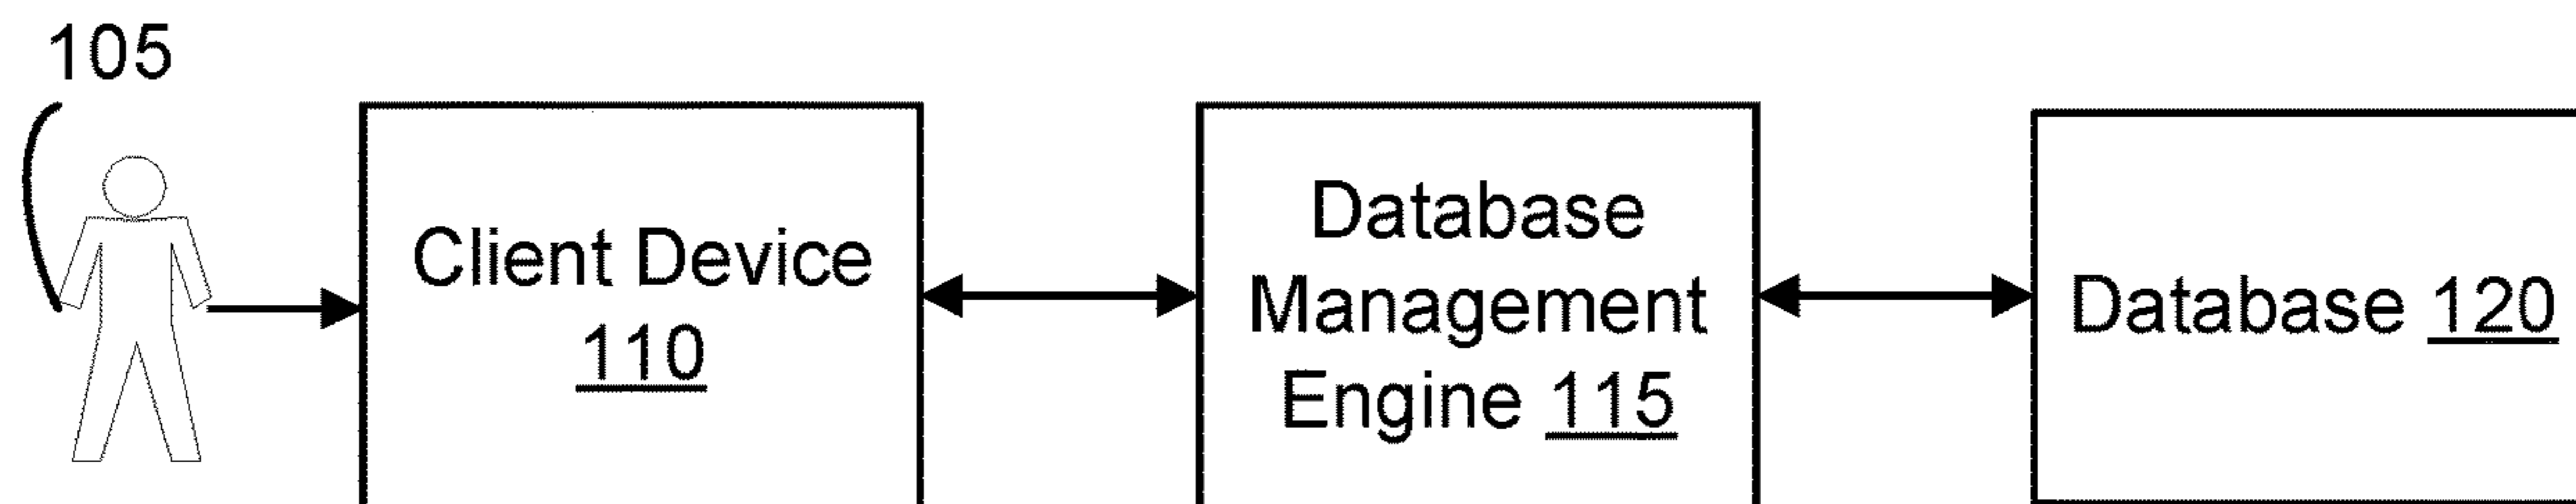 105
Client Device
110
Database
Management
Engine 115
Database 120